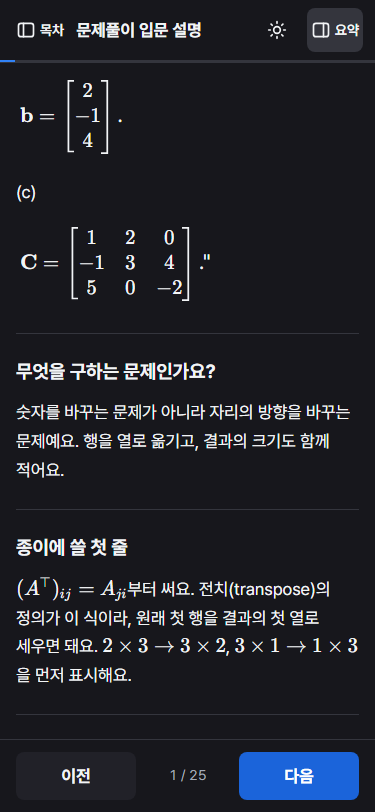 목차 문제풀이 입문 설명 요약
b = [2
-1
4].
(c)
C = [1 2 0
-1 3 4
5 0 -2]."
무엇을 구하는 문제인가요?
숫자를 바꾸는 문제가 아니라 자리의 방향을 바꾸는
문제예요. 행을 열로 옮기고, 결과의 크기도 함께
적어요.
종이에 쓸 첫 줄
(A⊤)ij = Aji부터 써요. 전치(transpose)의
정의가 이 식이라, 원래 첫 행을 결과의 첫 열로
세우면 돼요. 2 × 3 → 3 × 2, 3 × 1 → 1 × 3
을 먼저 표시해요.
이전 1 / 25 다음